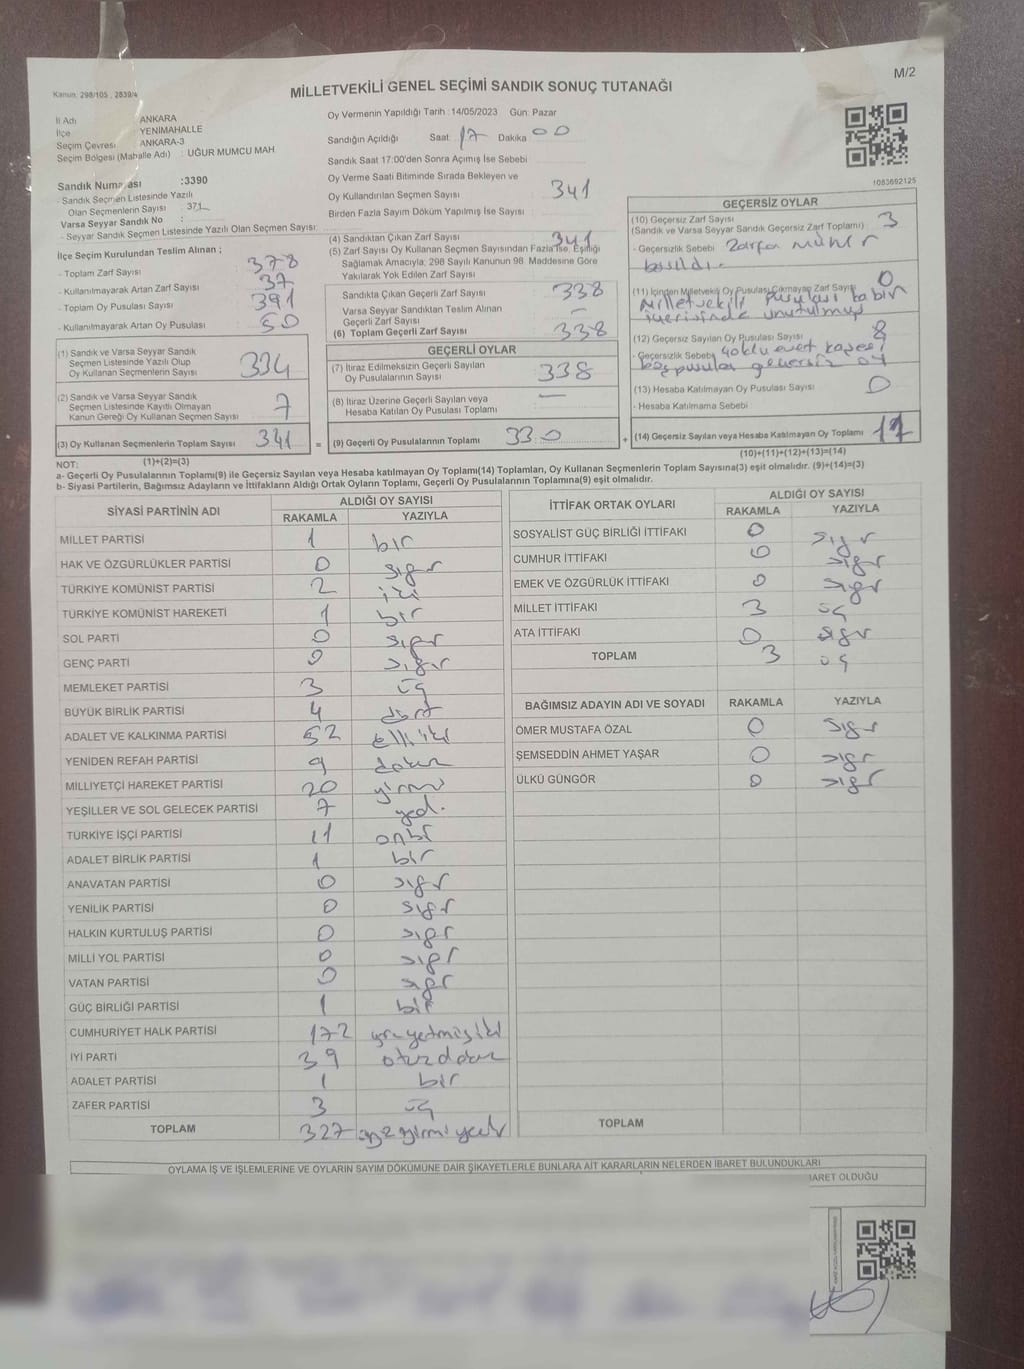 M/2
Kanun: 298/105, 2839/4
MİLLETVEKİLİ GENEL SEÇİMİ SANDIK SONUÇ TUTANAĞI
İl Adı ANKARA
İlçe YENİMAHALLE
Seçim Çevresi ANKARA-3
Seçim Bölgesi (Mahalle Adı) : UĞUR MUMCU MAH.
Sandık Numarası :3390
- Sandık Seçmen Listesinde Yazılı
Olan Seçmenlerin Sayısı : 371
Varsa Seyyar Sandık No :
- Seyyar Sandık Seçmen Listesinde Yazılı Olan Seçmen Sayısı:
İlçe Seçim Kurulundan Teslim Alınan ;
- Toplam Zarf Sayısı 378
- Kullanılmayarak Artan Zarf Sayısı 37
- Toplam Oy Pusulası Sayısı 391
- Kullanılmayarak Artan Oy Pusulası 50
(1) Sandık ve Varsa Seyyar Sandık
Seçmen Listesinde Yazılı Olup
Oy Kullanan Seçmenlerin Sayısı 334
(2) Sandık ve Varsa Seyyar Sandık
Seçmen Listesinde Kayıtlı Olmayan
Kanun Gereği Oy Kullanan Seçmen Sayısı 7
(3) Oy Kullanan Seçmenlerin Toplam Sayısı 341 =
(1)+(2)=(3)
Oy Vermenin Yapıldığı Tarih : 14/05/2023 Gün: Pazar
Sandığın Açıldığı Saat 17 Dakika 00
Sandık Saat 17:00'den Sonra Açımış İse Sebebi
Oy Verme Saati Bitiminde Sırada Bekleyen ve
Oy Kullandırılan Seçmen Sayısı 341
Birden Fazla Sayım Döküm Yapılmış İse Sayısı
(4) Sandıktan Çıkan Zarf Sayısı 341
(5) Zarf Sayısı Oy Kullanan Seçmen Sayısından Fazla İse, Eşitliği
Sağlamak Amacıyla; 298 Sayılı Kanunun 98. Maddesine Göre
Yakılarak Yok Edilen Zarf Sayısı
Sandıkta Çıkan Geçerli Zarf Sayısı 338
Varsa Seyyar Sandıktan Teslim Alınan
Geçerli Zarf Sayısı —
(6) Toplam Geçerli Zarf Sayısı 338
GEÇERLİ OYLAR
(7) İtiraz Edilmeksizin Geçerli Sayılan
Oy Pusulalarının Sayısı 338
(8) İtiraz Üzerine Geçerli Sayılan veya
Hesaba Katılan Oy Pusulası Toplamı —
(9) Geçerli Oy Pusulalarının Toplamı 330 +
1083692125
GEÇERSİZ OYLAR
(10) Geçersiz Zarf Sayısı
(Sandık ve Varsa Seyyar Sandık Geçersiz Zarf Toplamı) 3
- Geçersizlik Sebebi zarfa mühür
basıldı.
(11) İçinden Milletvekili Oy Pusulası Çıkmayan Zarf Sayısı 0
Milletvekili pusulası kabin
içerisinde unutulmuş
(12) Geçersiz Sayılan Oy Pusulası Sayısı 8
- Geçersizlik Sebebi çoklu evet kaşesi
boş pusula geçersiz oy
(13) Hesaba Katılmayan Oy Pusulası Sayısı 0
- Hesaba Katılmama Sebebi
(14) Geçersiz Sayılan veya Hesaba Katılmayan Oy Toplamı 11
(10)+(11)+(12)+(13)=(14)
NOT:
a- Geçerli Oy Pusulalarının Toplamı(9) ile Geçersiz Sayılan veya Hesaba katılmayan Oy Toplamı(14) Toplamları, Oy Kullanan Seçmenlerin Toplam Sayısına(3) eşit olmalıdır. (9)+(14)=(3)
b- Siyasi Partilerin, Bağımsız Adayların ve İttifakların Aldığı Ortak Oyların Toplamı, Geçerli Oy Pusulalarının Toplamına(9) eşit olmalıdır.
SİYASİ PARTİNİN ADI ALDIĞI OY SAYISI
RAKAMLA YAZIYLA
MİLLET PARTİSİ 1 bir
HAK VE ÖZGÜRLÜKLER PARTİSİ 0 sıfır
TÜRKİYE KOMÜNİST PARTİSİ 2 iki
TÜRKİYE KOMÜNİST HAREKETİ 1 bir
SOL PARTİ 0 sıfır
GENÇ PARTİ 0 sıfır
MEMLEKET PARTİSİ 3 üç
BÜYÜK BİRLİK PARTİSİ 4 dört
ADALET VE KALKINMA PARTİSİ 52 elliiki
YENİDEN REFAH PARTİSİ 9 dokuz
MİLLİYETÇİ HAREKET PARTİSİ 20 yirmi
YEŞİLLER VE SOL GELECEK PARTİSİ 7 yedi
TÜRKİYE İŞÇİ PARTİSİ 11 onbi
ADALET BİRLİK PARTİSİ 1 bir
ANAVATAN PARTİSİ 0 sıfır
YENİLİK PARTİSİ 0 sıfır
HALKIN KURTULUŞ PARTİSİ 0 sıfır
MİLLİ YOL PARTİSİ 0 sıfır
VATAN PARTİSİ 0 sıfır
GÜÇ BİRLİĞİ PARTİSİ 1 bir
CUMHURİYET HALK PARTİSİ 172 yüzyetmişiki
İYİ PARTİ 39 otuzdokuz
ADALET PARTİSİ 1 bir
ZAFER PARTİSİ 3 üç
TOPLAM 327 üçyüzyirmiyedi
İTTİFAK ORTAK OYLARI ALDIĞI OY SAYISI
RAKAMLA YAZIYLA
SOSYALİST GÜÇ BİRLİĞİ İTTİFAKI 0 sıfır
CUMHUR İTTİFAKI 0 sıfır
EMEK VE ÖZGÜRLÜK İTTİFAKI 0 sıfır
MİLLET İTTİFAKI 3 üç
ATA İTTİFAKI 0 sıfır
TOPLAM 3 üç
BAĞIMSIZ ADAYIN ADI VE SOYADI RAKAMLA YAZIYLA
ÖMER MUSTAFA ÖZAL 0 sıfır
ŞEMSEDDİN AHMET YAŞAR 0 sıfır
ÜLKÜ GÜNGÖR 0 sıfır
TOPLAM
OYLAMA İŞ VE İŞLEMLERİNE VE OYLARIN SAYIM DÖKÜMÜNE DAİR ŞİKAYETLERLE BUNLARA AİT KARARLARIN NELERDEN İBARET BULUNDUKLARI
BARET OLDUĞU